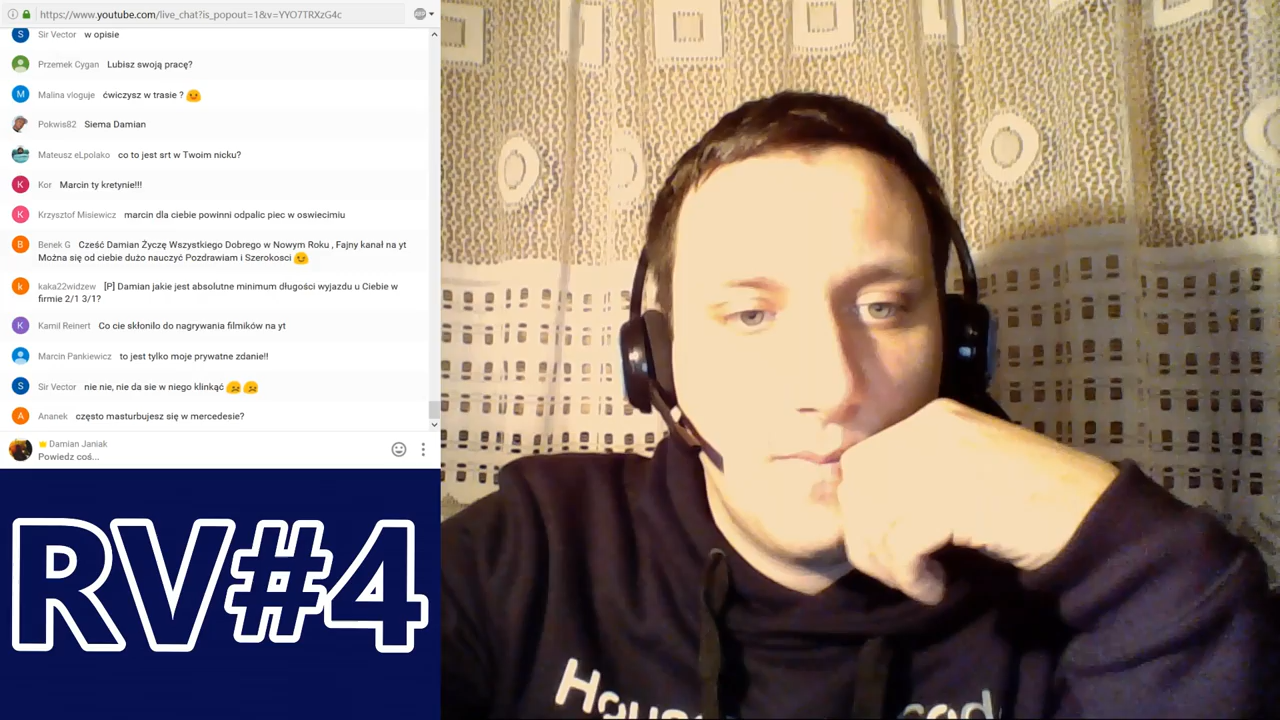 https://www.youtube.com/live_chat?is_popout=1&v=YYO7TRXzG4c
Sir Vector w opisie
Przemek Cygan Lubisz swoją pracę?
Malina vloguje ćwiczysz w trasie ?
Pokwis82 Siema Damian
Mateusz eLpolako co to jest srt w Twoim nicku?
Kor Marcin ty kretynie!!!
Krzysztof Misiewicz marcin dla ciebie powinni odpalic piec w oswiecimiu
Benek G Cześć Damian Życzę Wszystkiego Dobrego w Nowym Roku , Fajny kanał na yt
Można się od ciebie dużo nauczyć Pozdrawiam i Szerokosci
kaka22widzew [P] Damian jakie jest absolutne minimum długości wyjazdu u Ciebie w
firmie 2/1 3/1?
Kamil Reinert Co cie skłoniło do nagrywania filmików na yt
Marcin Pankiewicz to jest tylko moje prywatne zdanie!!
Sir Vector nie nie, nie da sie w niego klinkąć
Ananek często masturbujesz się w mercedesie?
Damian Janiak
Powiedz coś...
RV#4